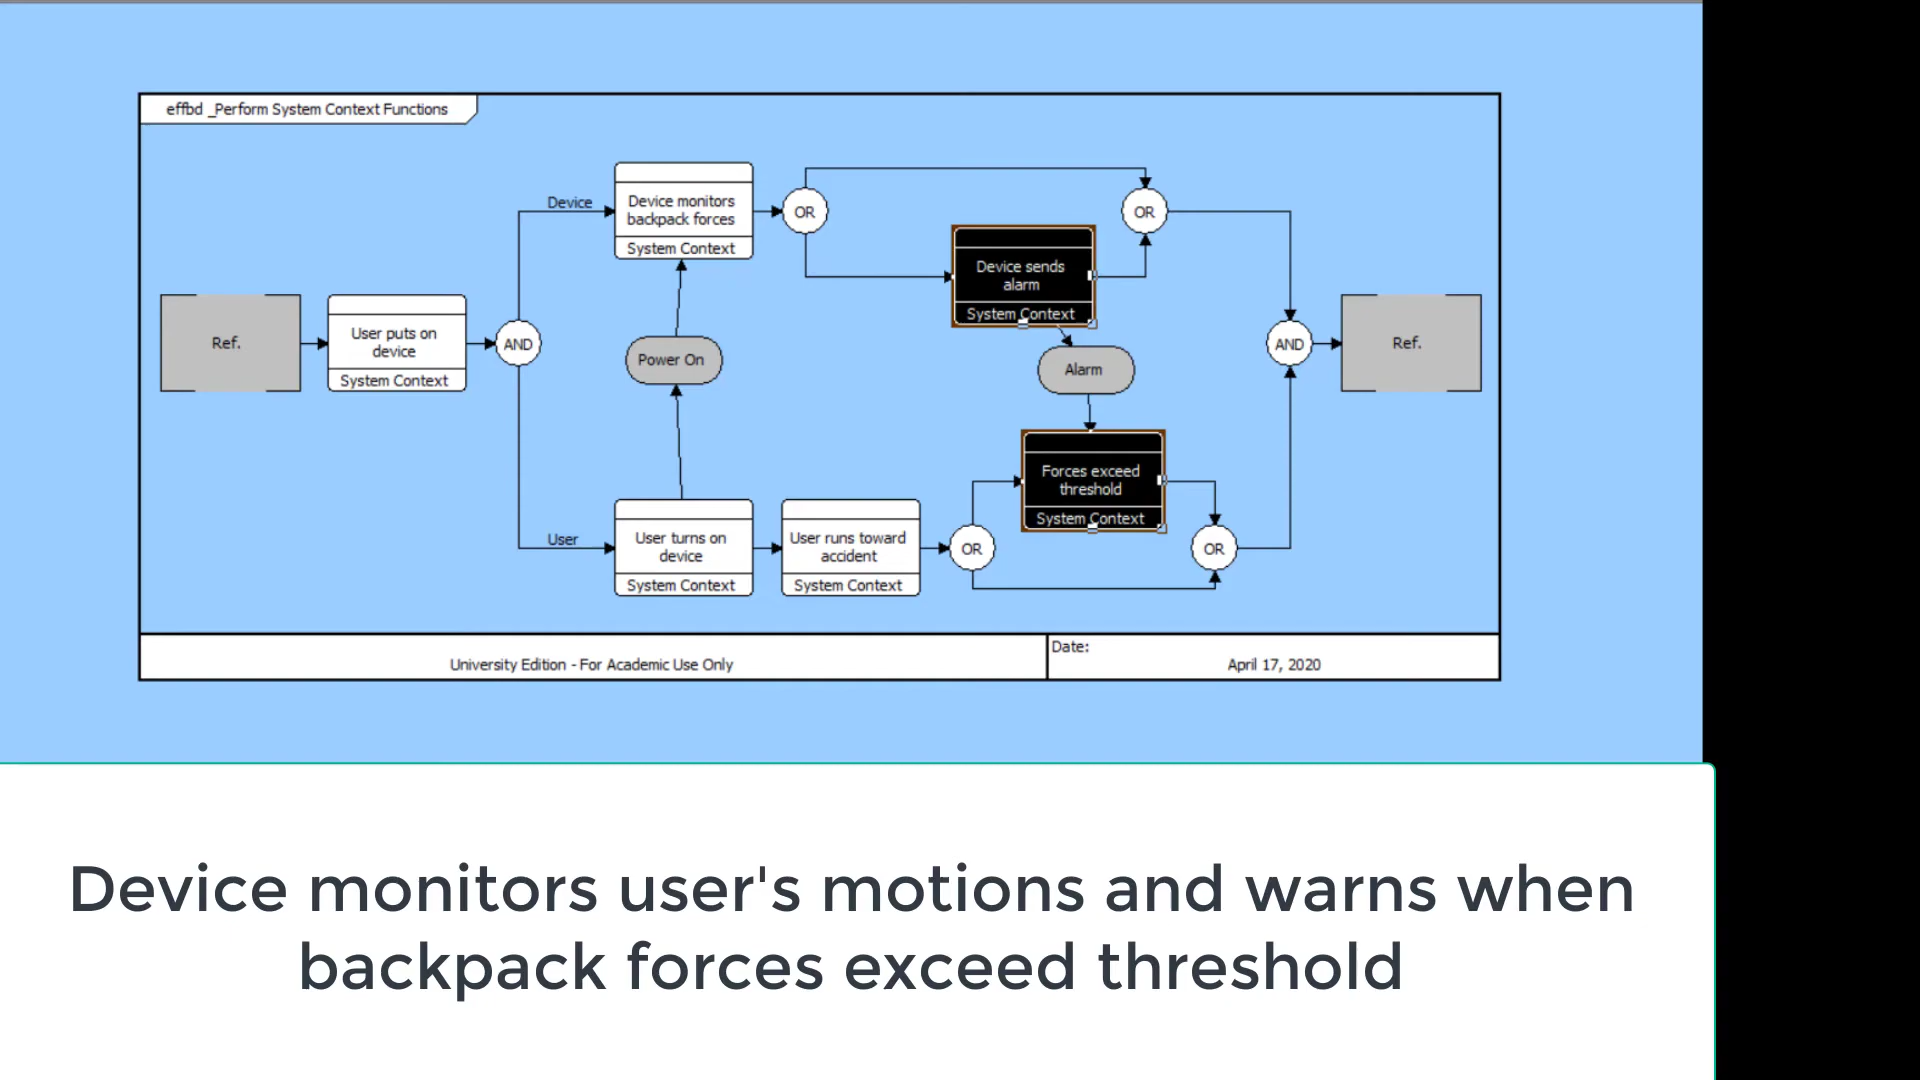 effbd _Perform System Context Functions
Device
Device monitors
backpack forces
System Context
OR
OR
Device sends
alarm
System Context
Ref.
User puts on
device
System Context
AND
Power On
Alarm
AND
Ref.
Forces exceed
threshold
System Context
User
User turns on
device
System Context
User runs toward
accident
System Context
OR
OR
University Edition - For Academic Use Only
Date:
April 17, 2020
Device monitors user's motions and warns when
backpack forces exceed threshold